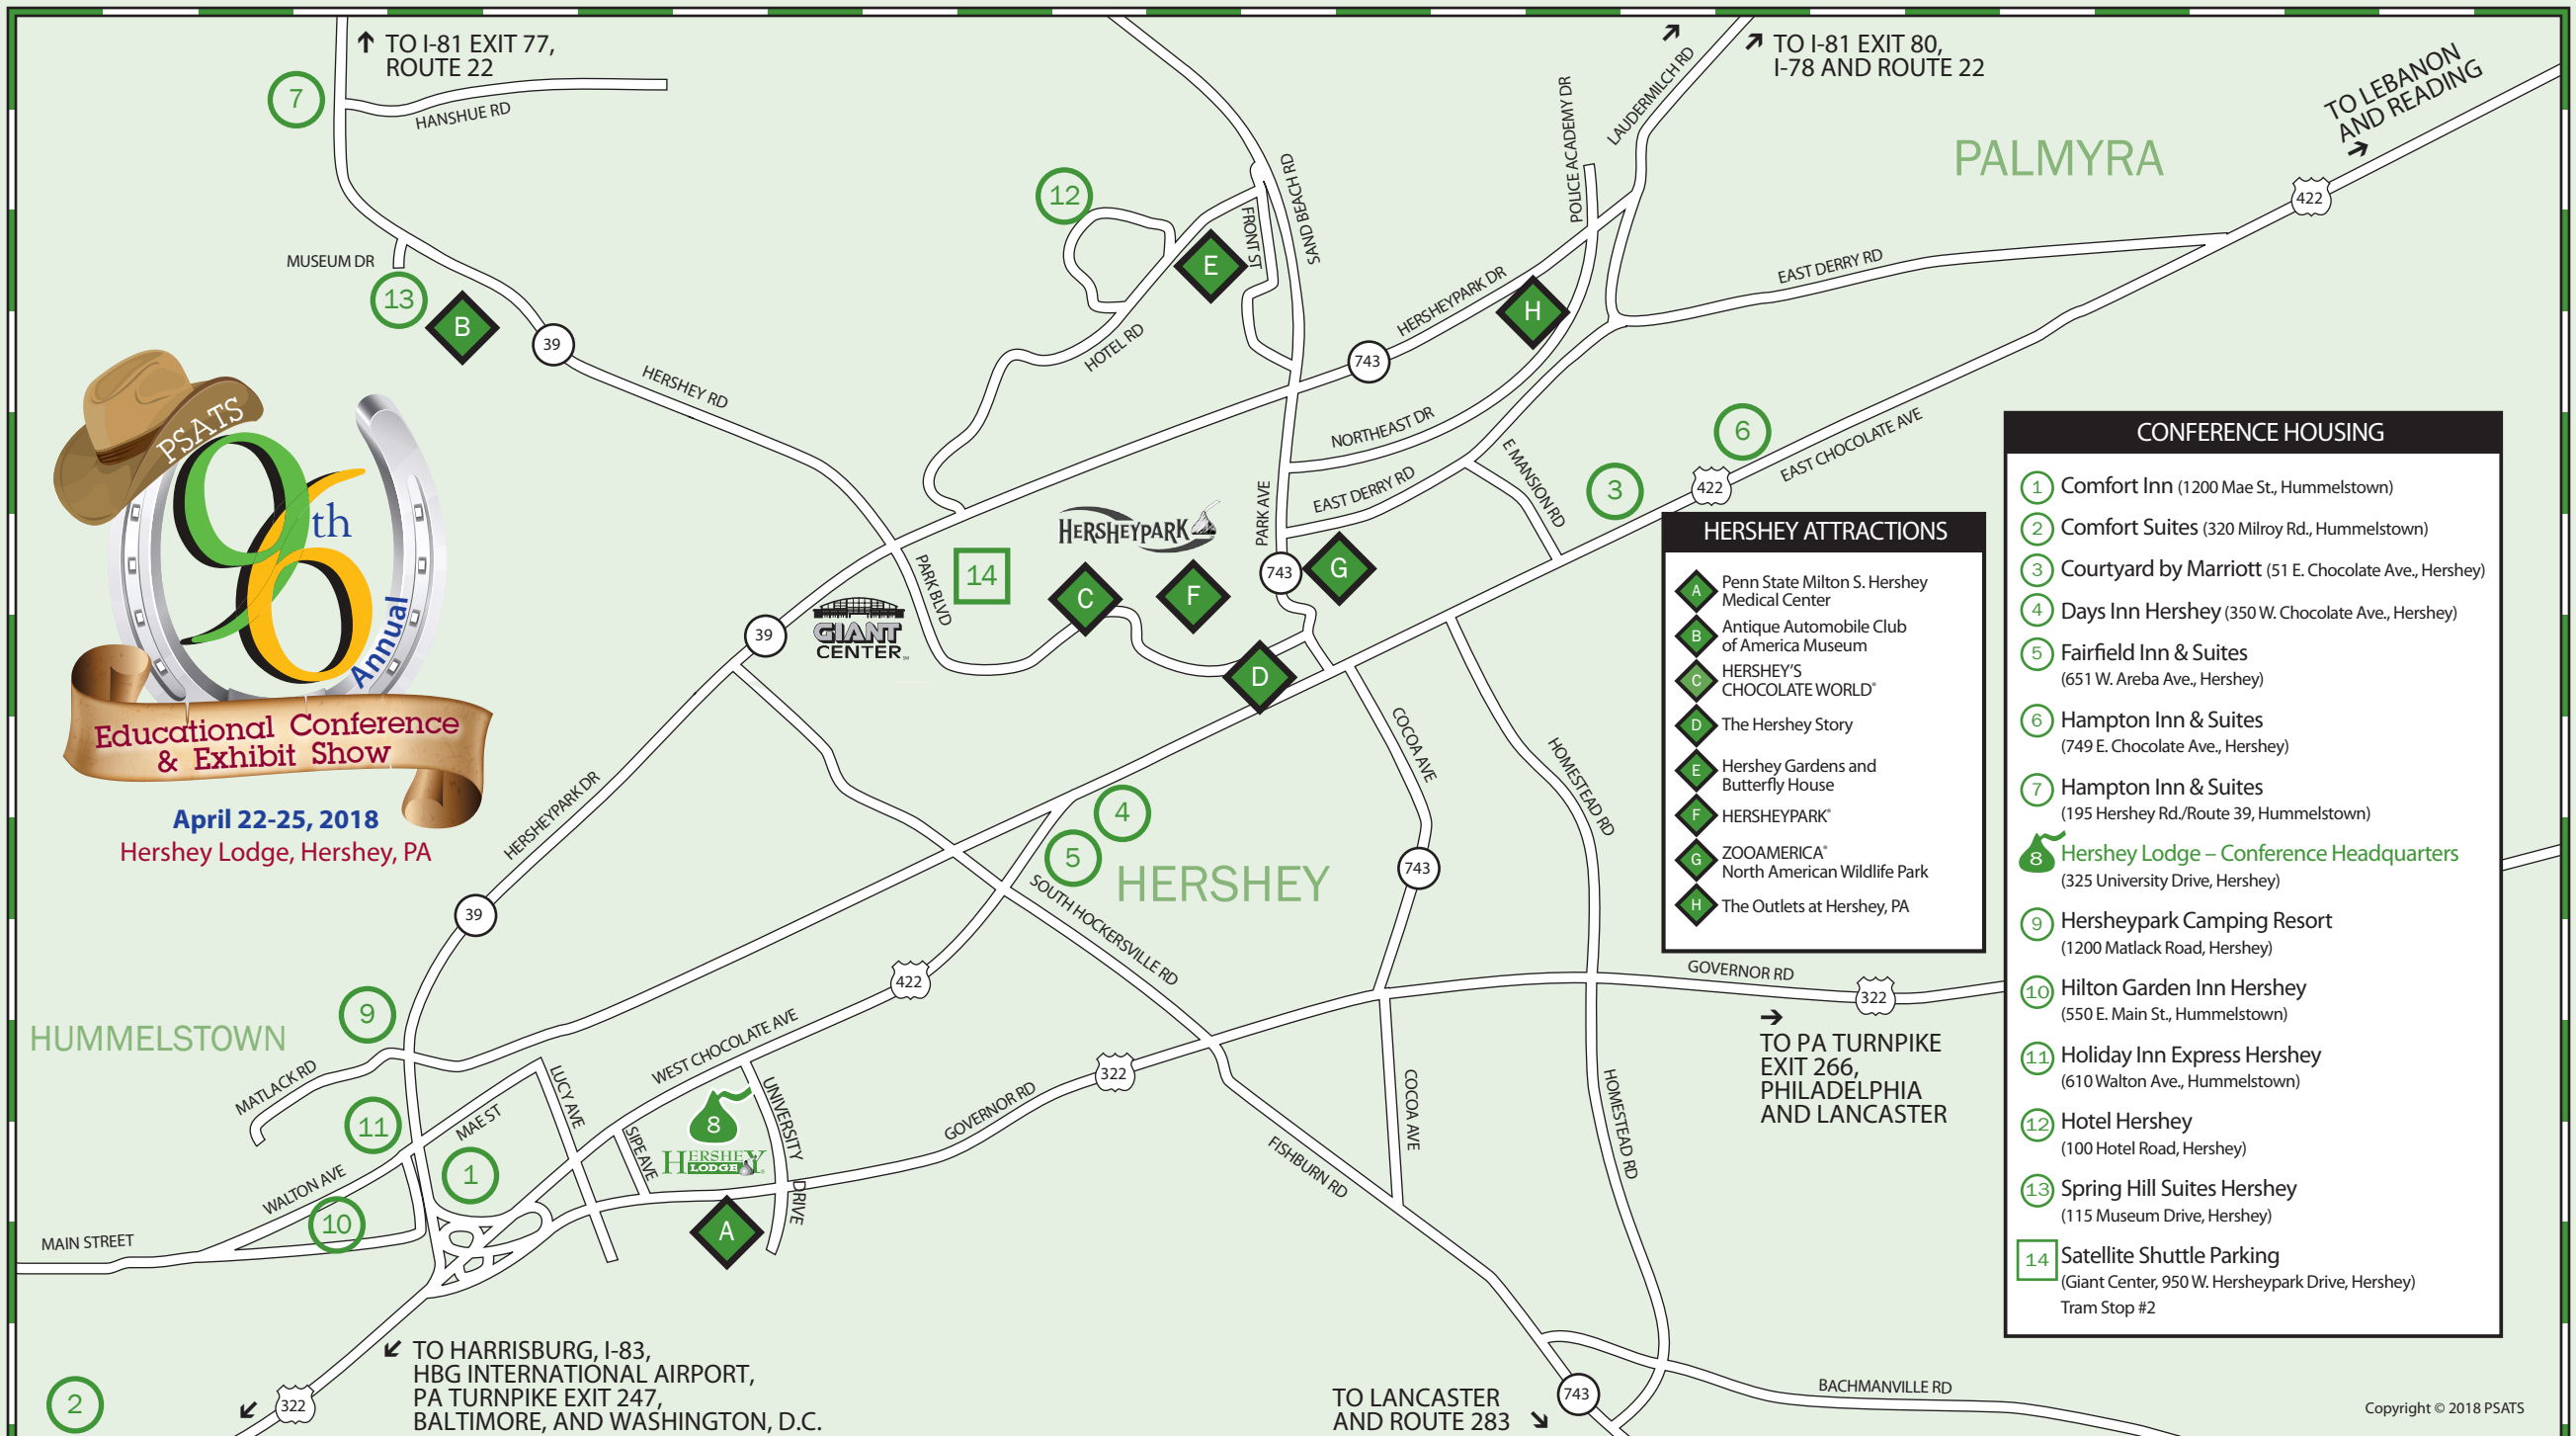 TO I-81 EXIT 77,
ROUTE 22
7
HANSHUE RD
MUSEUM DR
13
B
39
HERSHEY RD
12
E
HOTEL RD
FRONT ST
SAND BEACH RD
POLICE ACADEMY DR
LAUDERMILCH RD
TO I-81 EXIT 80,
I-78 AND ROUTE 22
PALMYRA
TO LEBANON
AND READING
422
EAST DERRY RD
HERSHEYPARK DR
H
743
NORTHEAST DR
EAST DERRY RD
E MANSION RD
6
3
422
EAST CHOCOLATE AVE
PARK AVE
743
G
HERSHEYPARK
14
C
F
D
PARK BLVD
GIANT
CENTER
39
PSATS
96th
Annual
Educational Conference
& Exhibit Show
April 22-25, 2018
Hershey Lodge, Hershey, PA
HERSHEYPARK DR
39
4
5
HERSHEY
COCOA AVE
HOMESTEAD RD
743
SOUTH HOCKERSVILLE RD
422
9
HUMMELSTOWN
MATLACK RD
WEST CHOCOLATE AVE
LUCY AVE
MAE ST
11
1
WALTON AVE
10
MAIN STREET
SIPE AVE
8
HERSHEY
LODGE
UNIVERSITY
DRIVE
A
GOVERNOR RD
322
GOVERNOR RD
322
TO PA TURNPIKE
EXIT 266,
PHILADELPHIA
AND LANCASTER
COCOA AVE
HOMESTEAD RD
FISHBURN RD
2
322
TO HARRISBURG, I-83,
HBG INTERNATIONAL AIRPORT,
PA TURNPIKE EXIT 247,
BALTIMORE, AND WASHINGTON, D.C.
TO LANCASTER
AND ROUTE 283
743
BACHMANVILLE RD
HERSHEY ATTRACTIONS
A Penn State Milton S. Hershey
Medical Center
B Antique Automobile Club
of America Museum
C HERSHEY'S
CHOCOLATE WORLD®
D The Hershey Story
E Hershey Gardens and
Butterfly House
F HERSHEYPARK®
G ZOOAMERICA®
North American Wildlife Park
H The Outlets at Hershey, PA
CONFERENCE HOUSING
1 Comfort Inn (1200 Mae St., Hummelstown)
2 Comfort Suites (320 Milroy Rd., Hummelstown)
3 Courtyard by Marriott (51 E. Chocolate Ave., Hershey)
4 Days Inn Hershey (350 W. Chocolate Ave., Hershey)
5 Fairfield Inn & Suites
(651 W. Areba Ave., Hershey)
6 Hampton Inn & Suites
(749 E. Chocolate Ave., Hershey)
7 Hampton Inn & Suites
(195 Hershey Rd./Route 39, Hummelstown)
8 Hershey Lodge – Conference Headquarters
(325 University Drive, Hershey)
9 Hersheypark Camping Resort
(1200 Matlack Road, Hershey)
10 Hilton Garden Inn Hershey
(550 E. Main St., Hummelstown)
11 Holiday Inn Express Hershey
(610 Walton Ave., Hummelstown)
12 Hotel Hershey
(100 Hotel Road, Hershey)
13 Spring Hill Suites Hershey
(115 Museum Drive, Hershey)
14 Satellite Shuttle Parking
(Giant Center, 950 W. Hersheypark Drive, Hershey)
Tram Stop #2
Copyright © 2018 PSATS